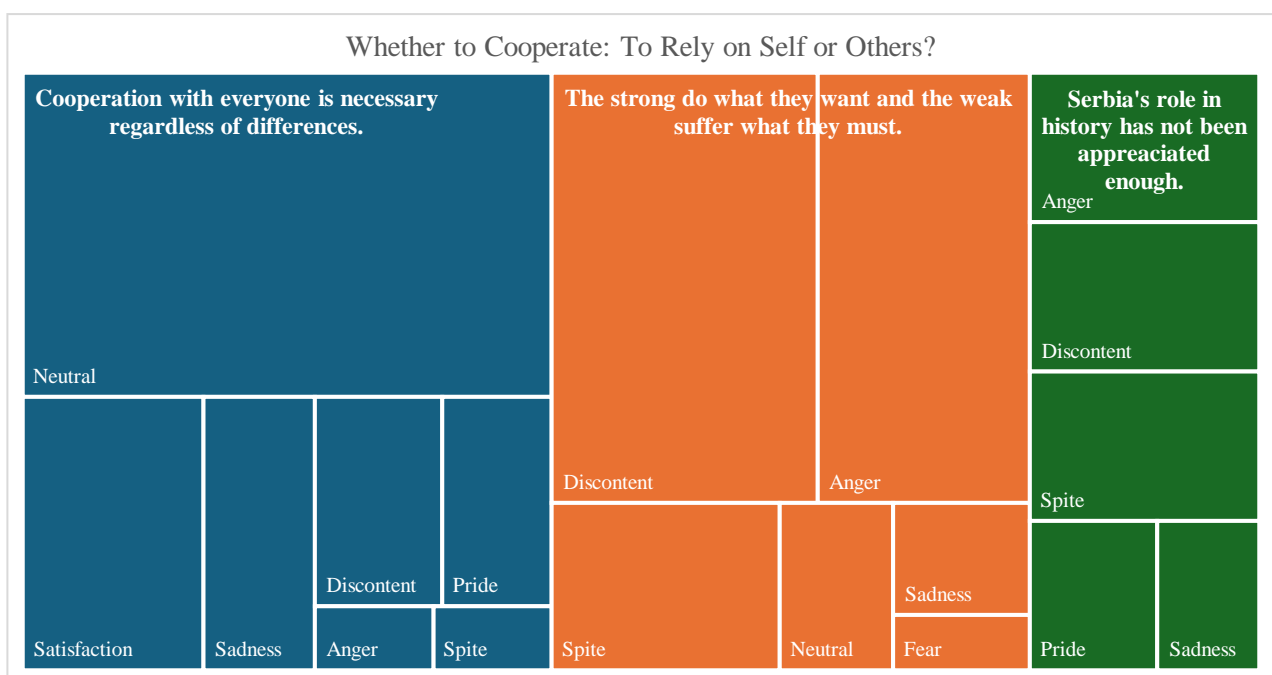 Whether to Cooperate: To Rely on Self or Others?
Cooperation with everyone is necessary
regardless of differences.
Neutral
Satisfaction
Sadness
Discontent
Pride
Anger
Spite
The strong do what they want and the weak
suffer what they must.
Discontent
Anger
Spite
Neutral
Sadness
Fear
Serbia's role in
history has not been
appreaciated
enough.
Anger
Discontent
Spite
Pride
Sadness